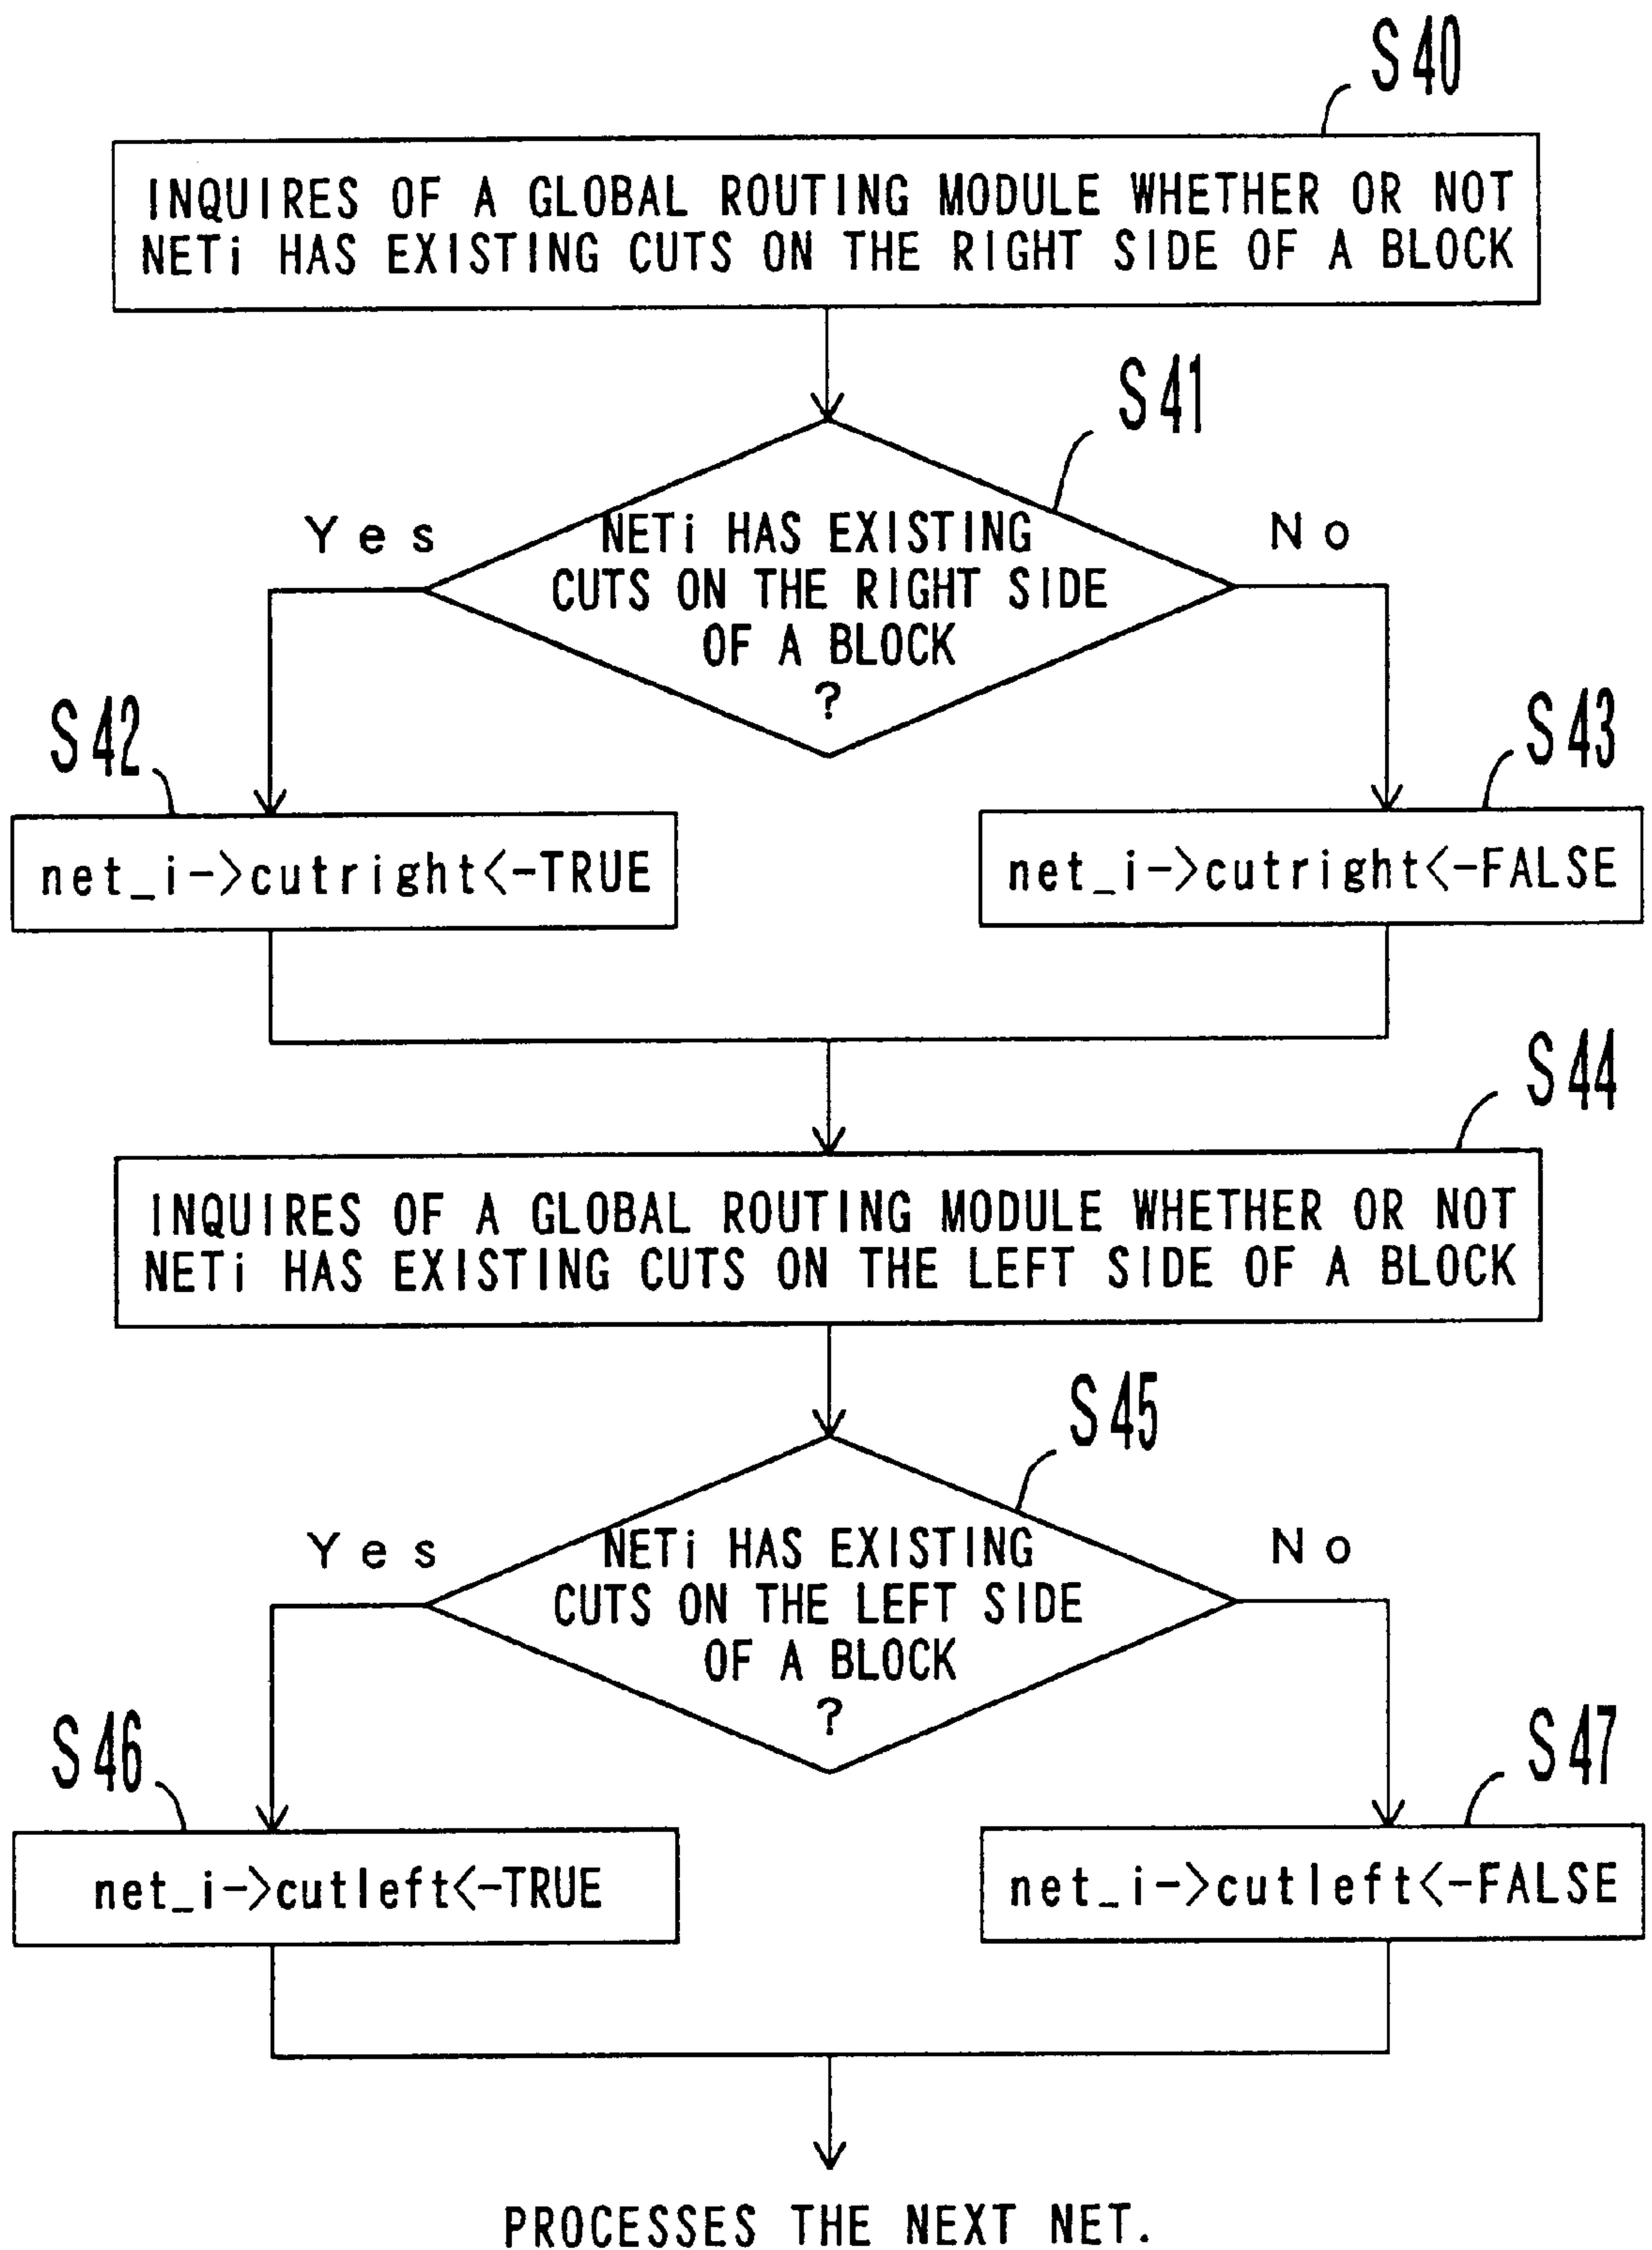 S40
INQUIRES OF A GLOBAL ROUTING MODULE WHETHER OR NOT
NETi HAS EXISTING CUTS ON THE RIGHT SIDE OF A BLOCK
S41
Yes
No
NETi HAS EXISTING
CUTS ON THE RIGHT SIDE
OF A BLOCK
?
S42
S43
net_i->cutright<-TRUE
net_i->cutright<-FALSE
S44
INQUIRES OF A GLOBAL ROUTING MODULE WHETHER OR NOT
NETi HAS EXISTING CUTS ON THE LEFT SIDE OF A BLOCK
S45
Yes
No
NETi HAS EXISTING
CUTS ON THE LEFT SIDE
OF A BLOCK
?
S46
S47
net_i->cutleft<-TRUE
net_i->cutleft<-FALSE
PROCESSES THE NEXT NET.